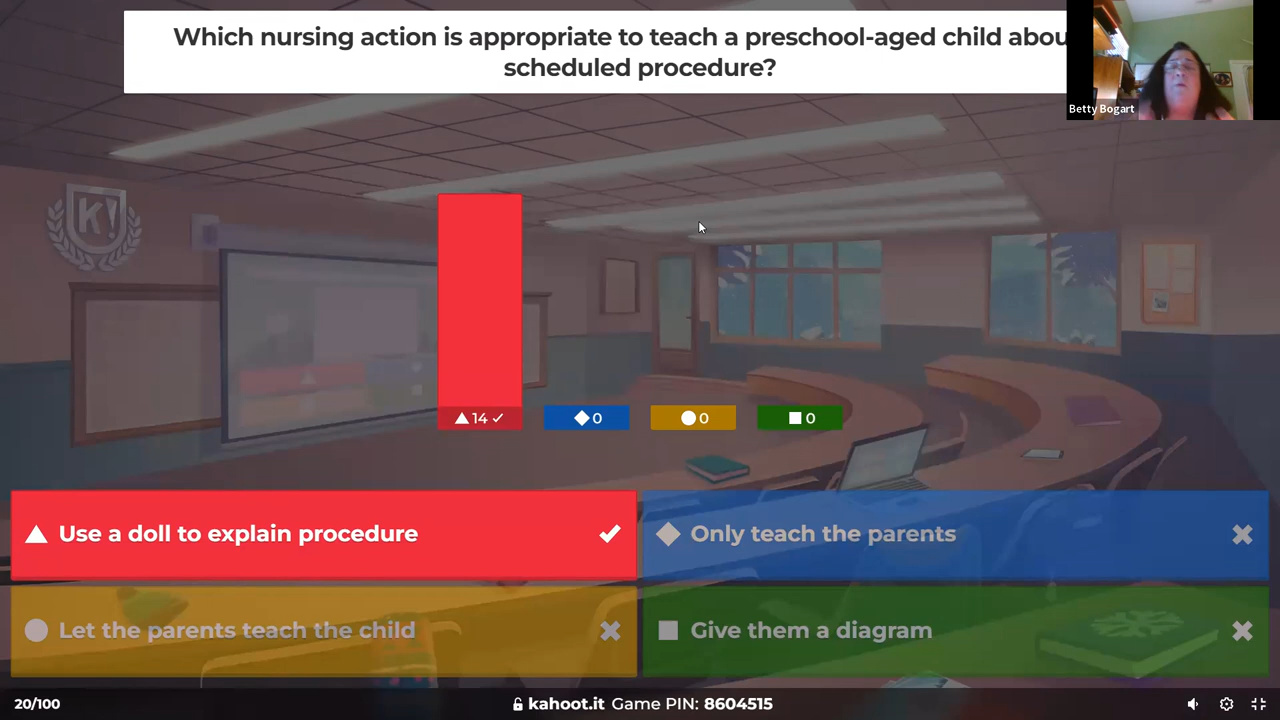 Which nursing action is appropriate to teach a preschool-aged child abou
scheduled procedure?
Betty Bogart
K!
14
0
0
0
Use a doll to explain procedure
Only teach the parents
Let the parents teach the child
Give them a diagram
20/100
kahoot.it Game PIN: 8604515